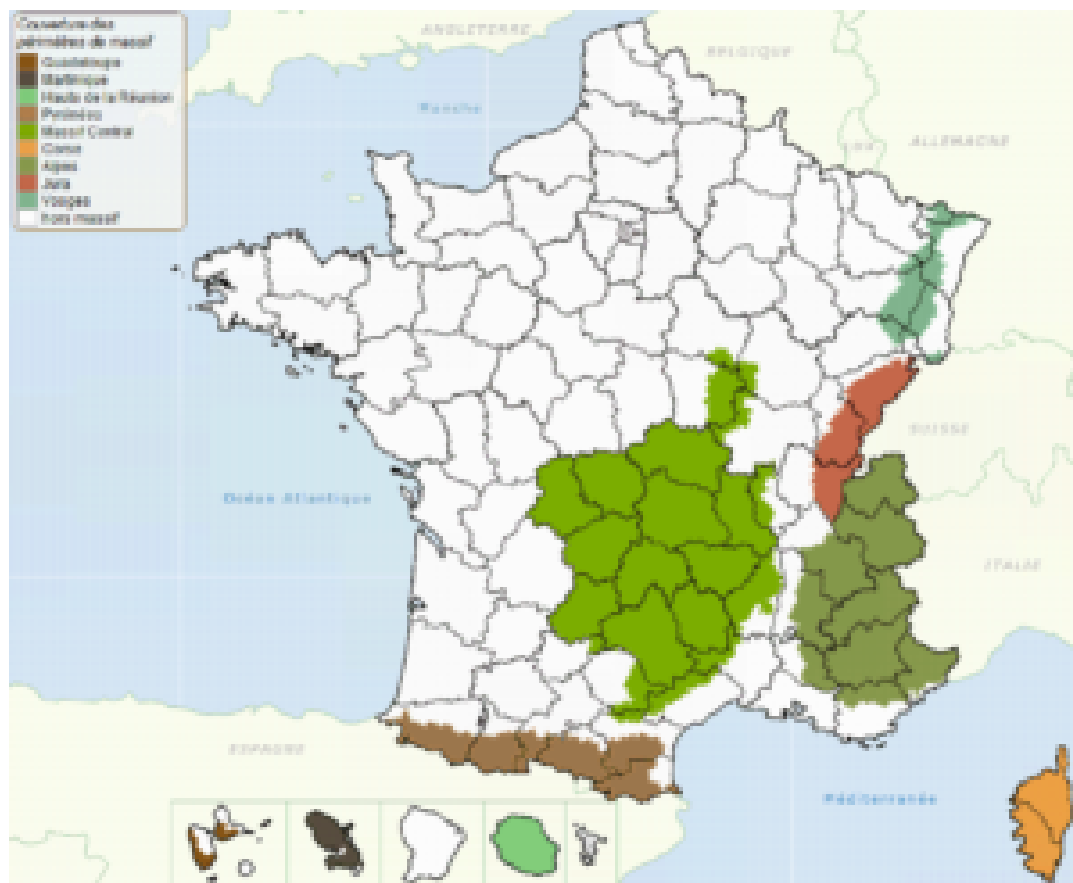 Couverture des
périmètres de massif
Guadeloupe
Martinique
Hauts de la Réunion
Pyrénées
Massif Central
Corse
Alpes
Jura
Vosges
hors massif
ANGLETERRE
BELGIQUE
Manche
ALLEMAGNE
LUX
SUISSE
Océan Atlantique
ITALIE
ESPAGNE
Méditerranée